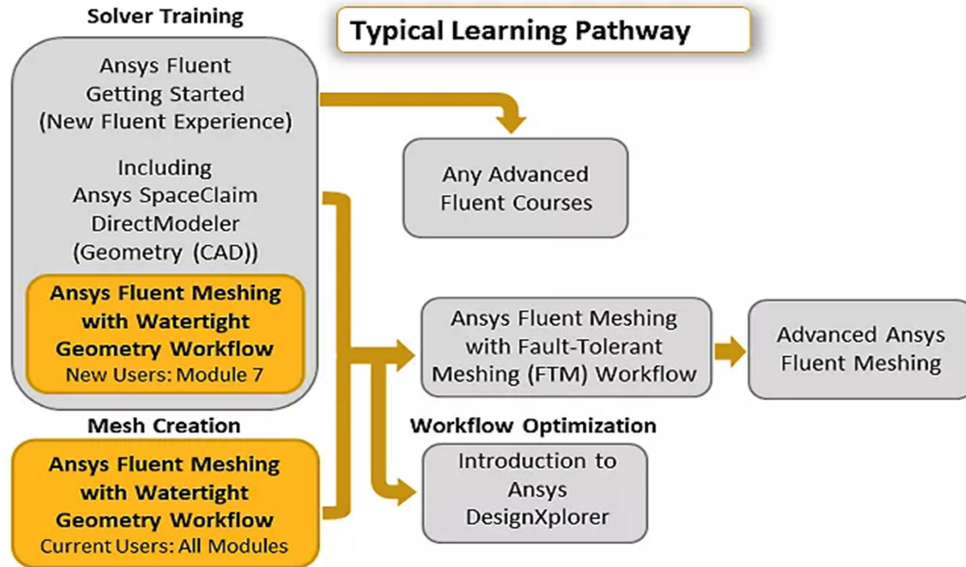 Solver Training
Typical Learning Pathway
Ansys Fluent
Getting Started
(New Fluent Experience)
Including
Ansys SpaceClaim
DirectModeler
(Geometry (CAD))
Ansys Fluent Meshing
with Watertight
Geometry Workflow
New Users: Module 7
Any Advanced
Fluent Courses
Ansys Fluent Meshing
with Fault-Tolerant
Meshing (FTM) Workflow
Advanced Ansys
Fluent Meshing
Mesh Creation
Ansys Fluent Meshing
with Watertight
Geometry Workflow
Current Users: All Modules
Workflow Optimization
Introduction to
Ansys
DesignXplorer